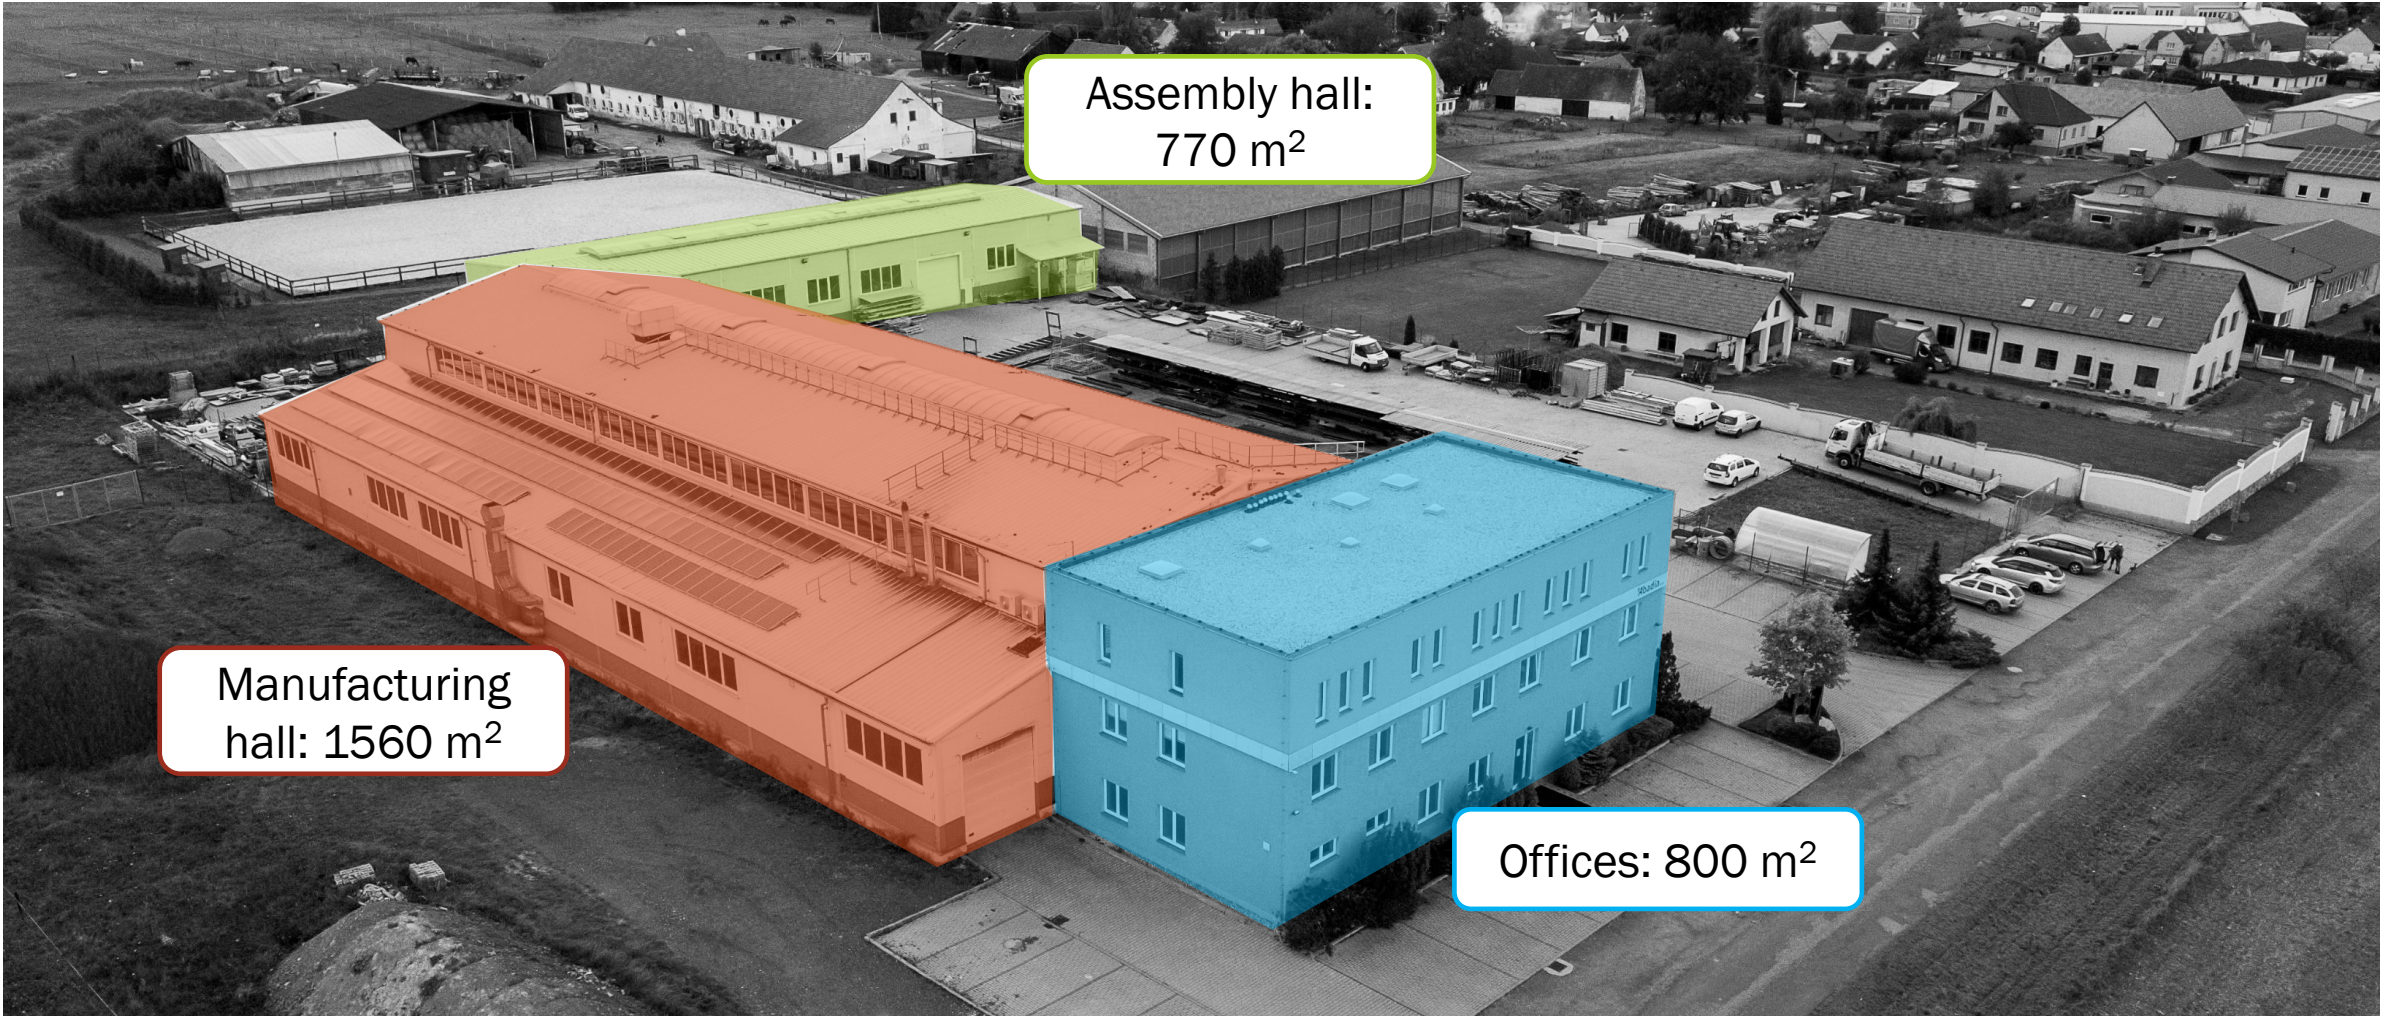 Assembly hall:
770 m²
Manufacturing
hall: 1560 m²
Offices: 800 m²